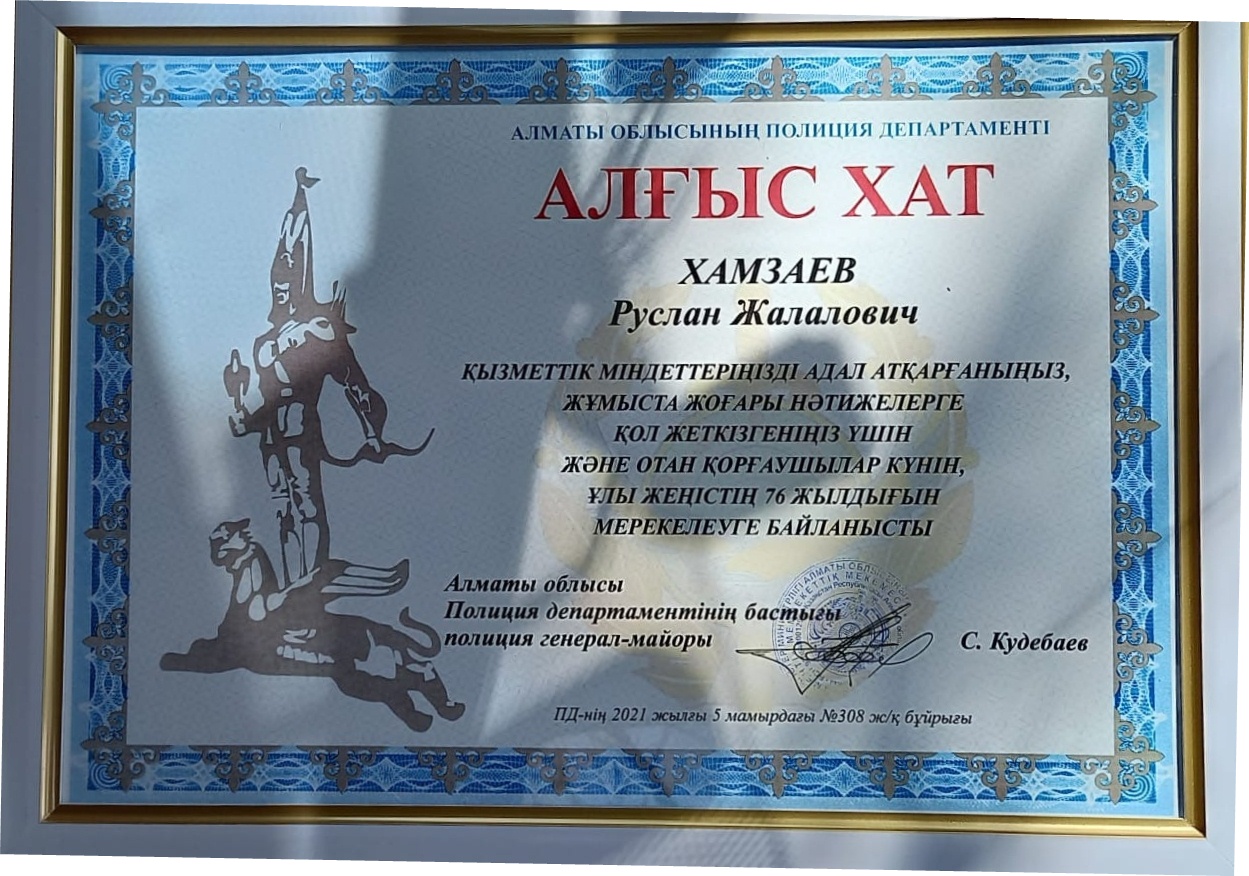 АЛМАТЫ ОБЛЫСЫНЫҢ ПОЛИЦИЯ ДЕПАРТАМЕНТІ
АЛҒЫС ХАТ
ХАМЗАЕВ
Руслан Жалалович
ҚЫЗМЕТТІК МІНДЕТТЕРІҢІЗДІ АДАЛ АТҚАРҒАНЫҢЫЗ,
ЖҰМЫСТА ЖОҒАРЫ НӘТИЖЕЛЕРГЕ
ҚОЛ ЖЕТКІЗГЕНІҢІЗ ҮШІН
ЖӘНЕ ОТАН ҚОРҒАУШЫЛАР КҮНІН,
ҰЛЫ ЖЕҢІСТІҢ 76 ЖЫЛДЫҒЫН
МЕРЕКЕЛЕУГЕ БАЙЛАНЫСТЫ
Алматы облысы
Полиция департаментінің бастығы
полиция генерал-майоры
С. Кудебаев
ПД-нің 2021 жылғы 5 мамырдағы №308 ж/қ бұйрығы